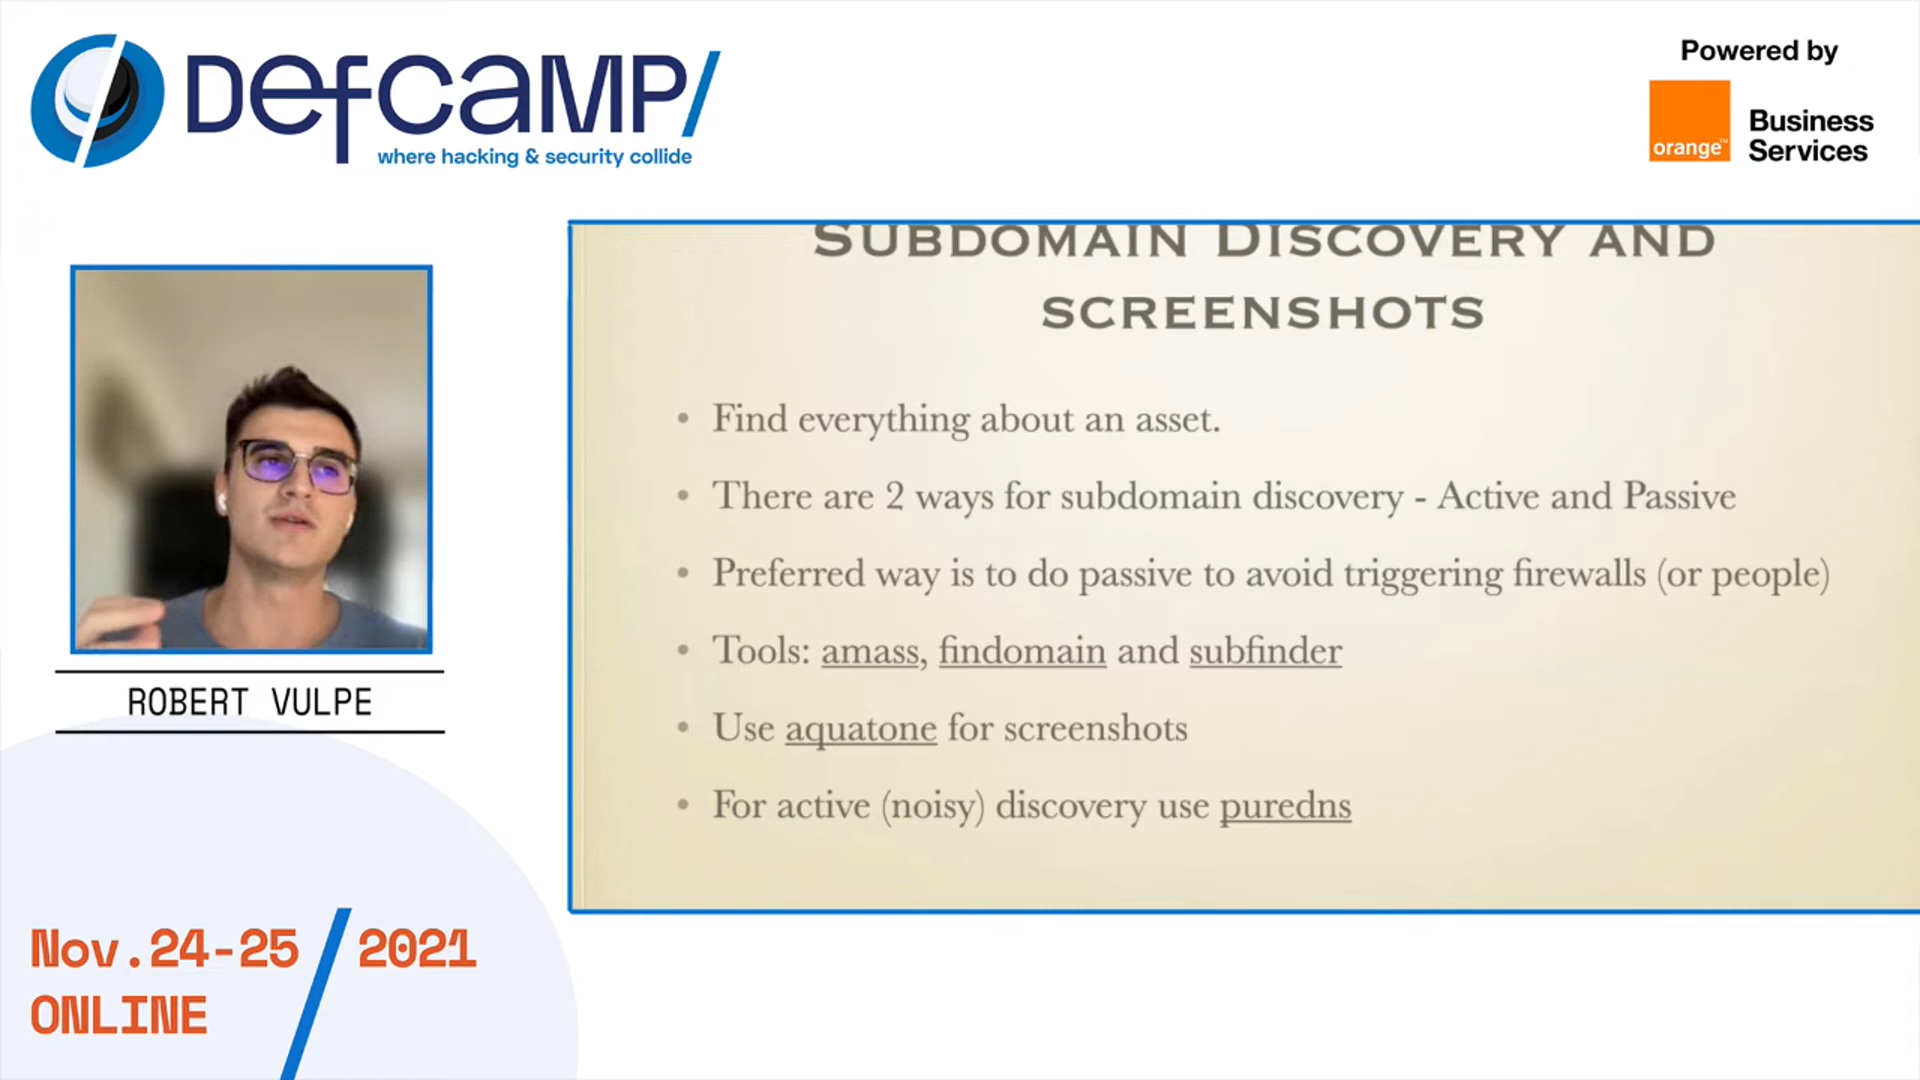 DefCamp/
where hacking & security collide
Powered by
orange™
Business
Services
SUBDOMAIN DISCOVERY AND
SCREENSHOTS
• Find everything about an asset.
• There are 2 ways for subdomain discovery - Active and Passive
• Preferred way is to do passive to avoid triggering firewalls (or people)
• Tools: amass, findomain and subfinder
• Use aquatone for screenshots
• For active (noisy) discovery use puredns
ROBERT VULPE
Nov.24-25/2021
ONLINE